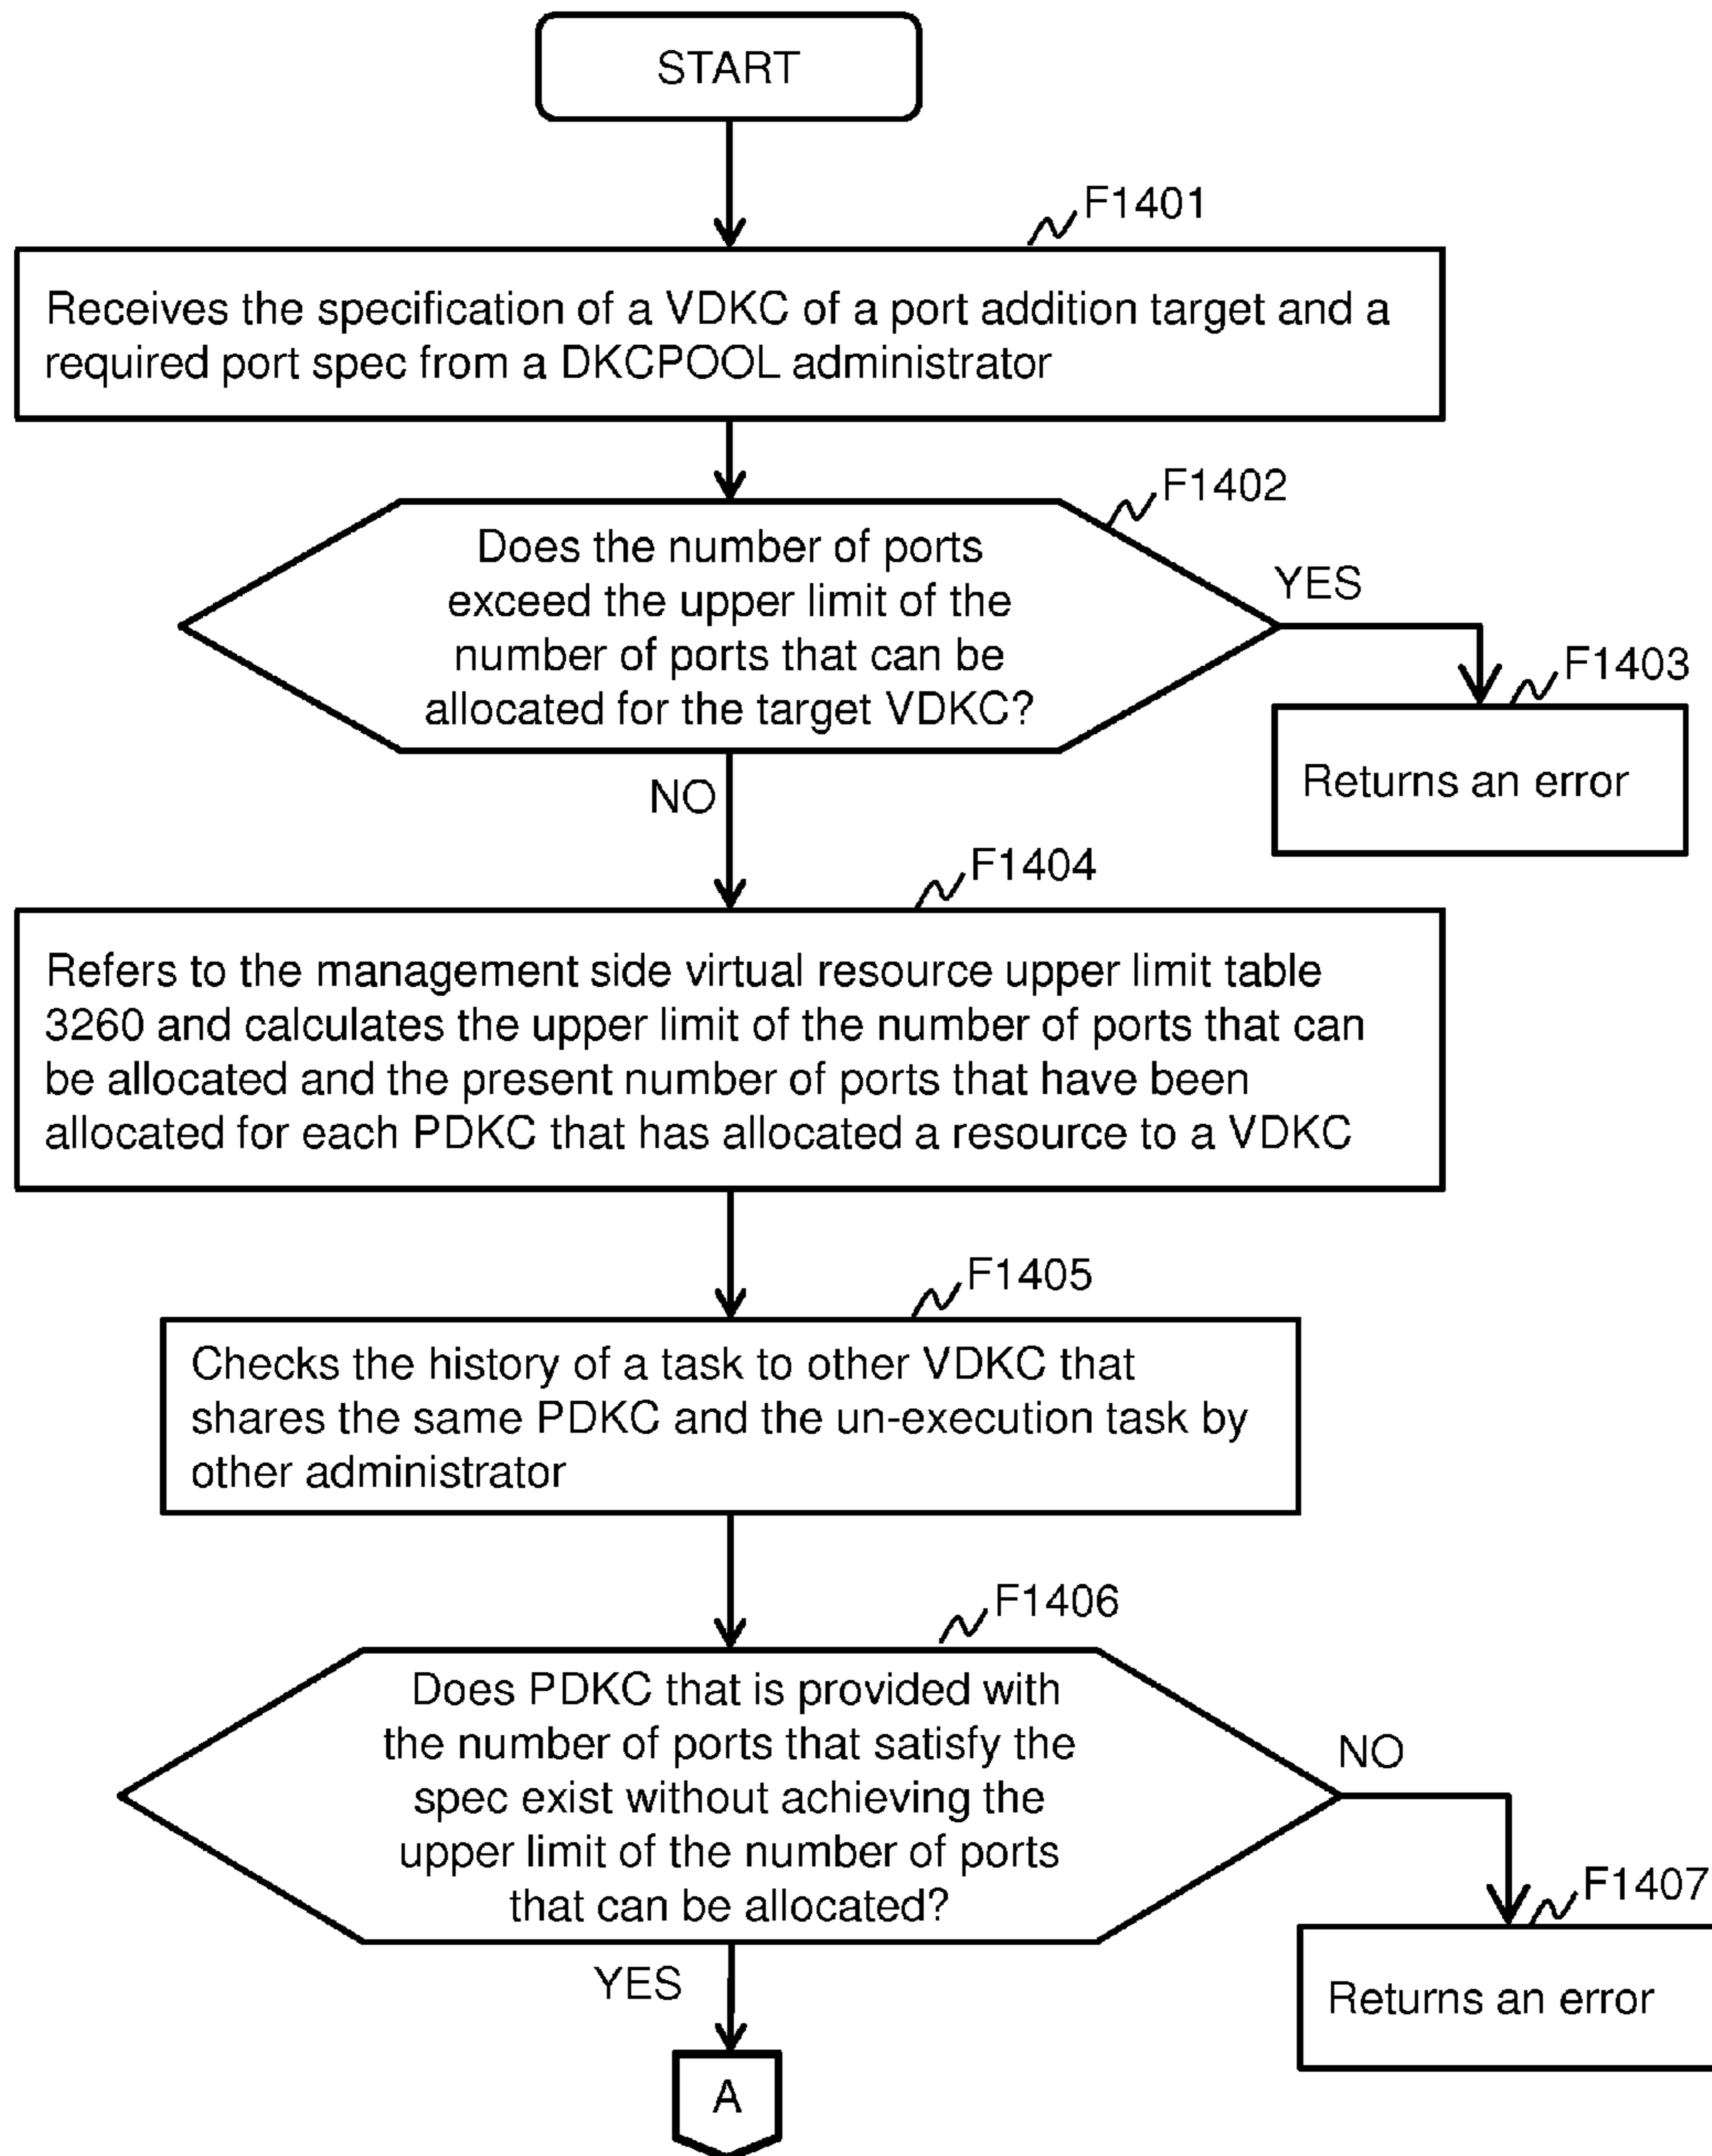 START
F1401
Receives the specification of a VDKC of a port addition target and a
required port spec from a DKCPOOL administrator
F1402
Does the number of ports
exceed the upper limit of the
number of ports that can be
allocated for the target VDKC?
YES
F1403
Returns an error
NO
F1404
Refers to the management side virtual resource upper limit table
3260 and calculates the upper limit of the number of ports that can
be allocated and the present number of ports that have been
allocated for each PDKC that has allocated a resource to a VDKC
F1405
Checks the history of a task to other VDKC that
shares the same PDKC and the un-execution task by
other administrator
F1406
Does PDKC that is provided with
the number of ports that satisfy the
spec exist without achieving the
upper limit of the number of ports
that can be allocated?
NO
F1407
Returns an error
YES
A